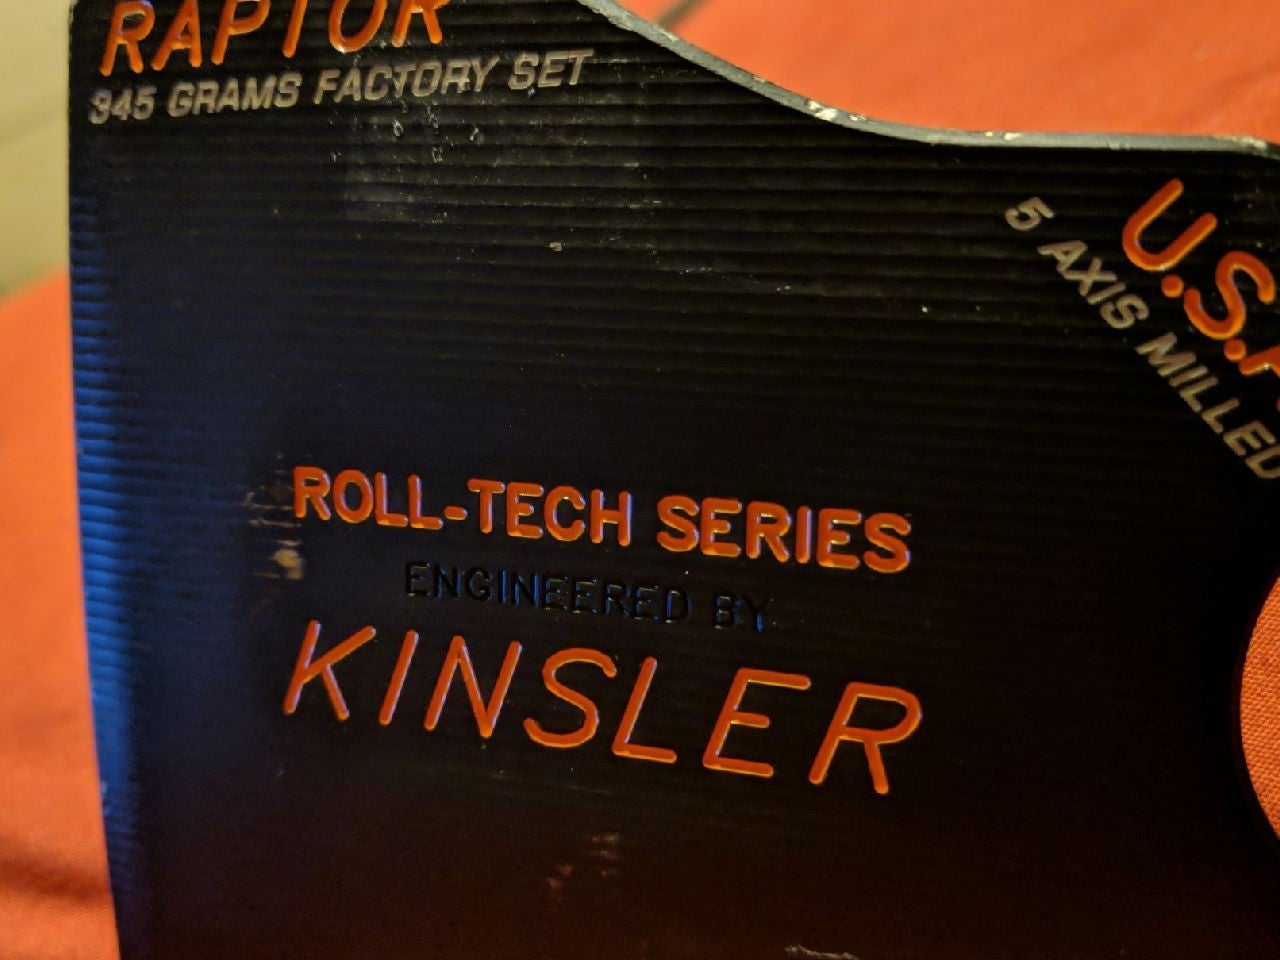 RAPTOR
345 GRAMS FACTORY SET
U.S.A
5 AXIS MILLED
ROLL-TECH SERIES
ENGINEERED BY
KINSLER